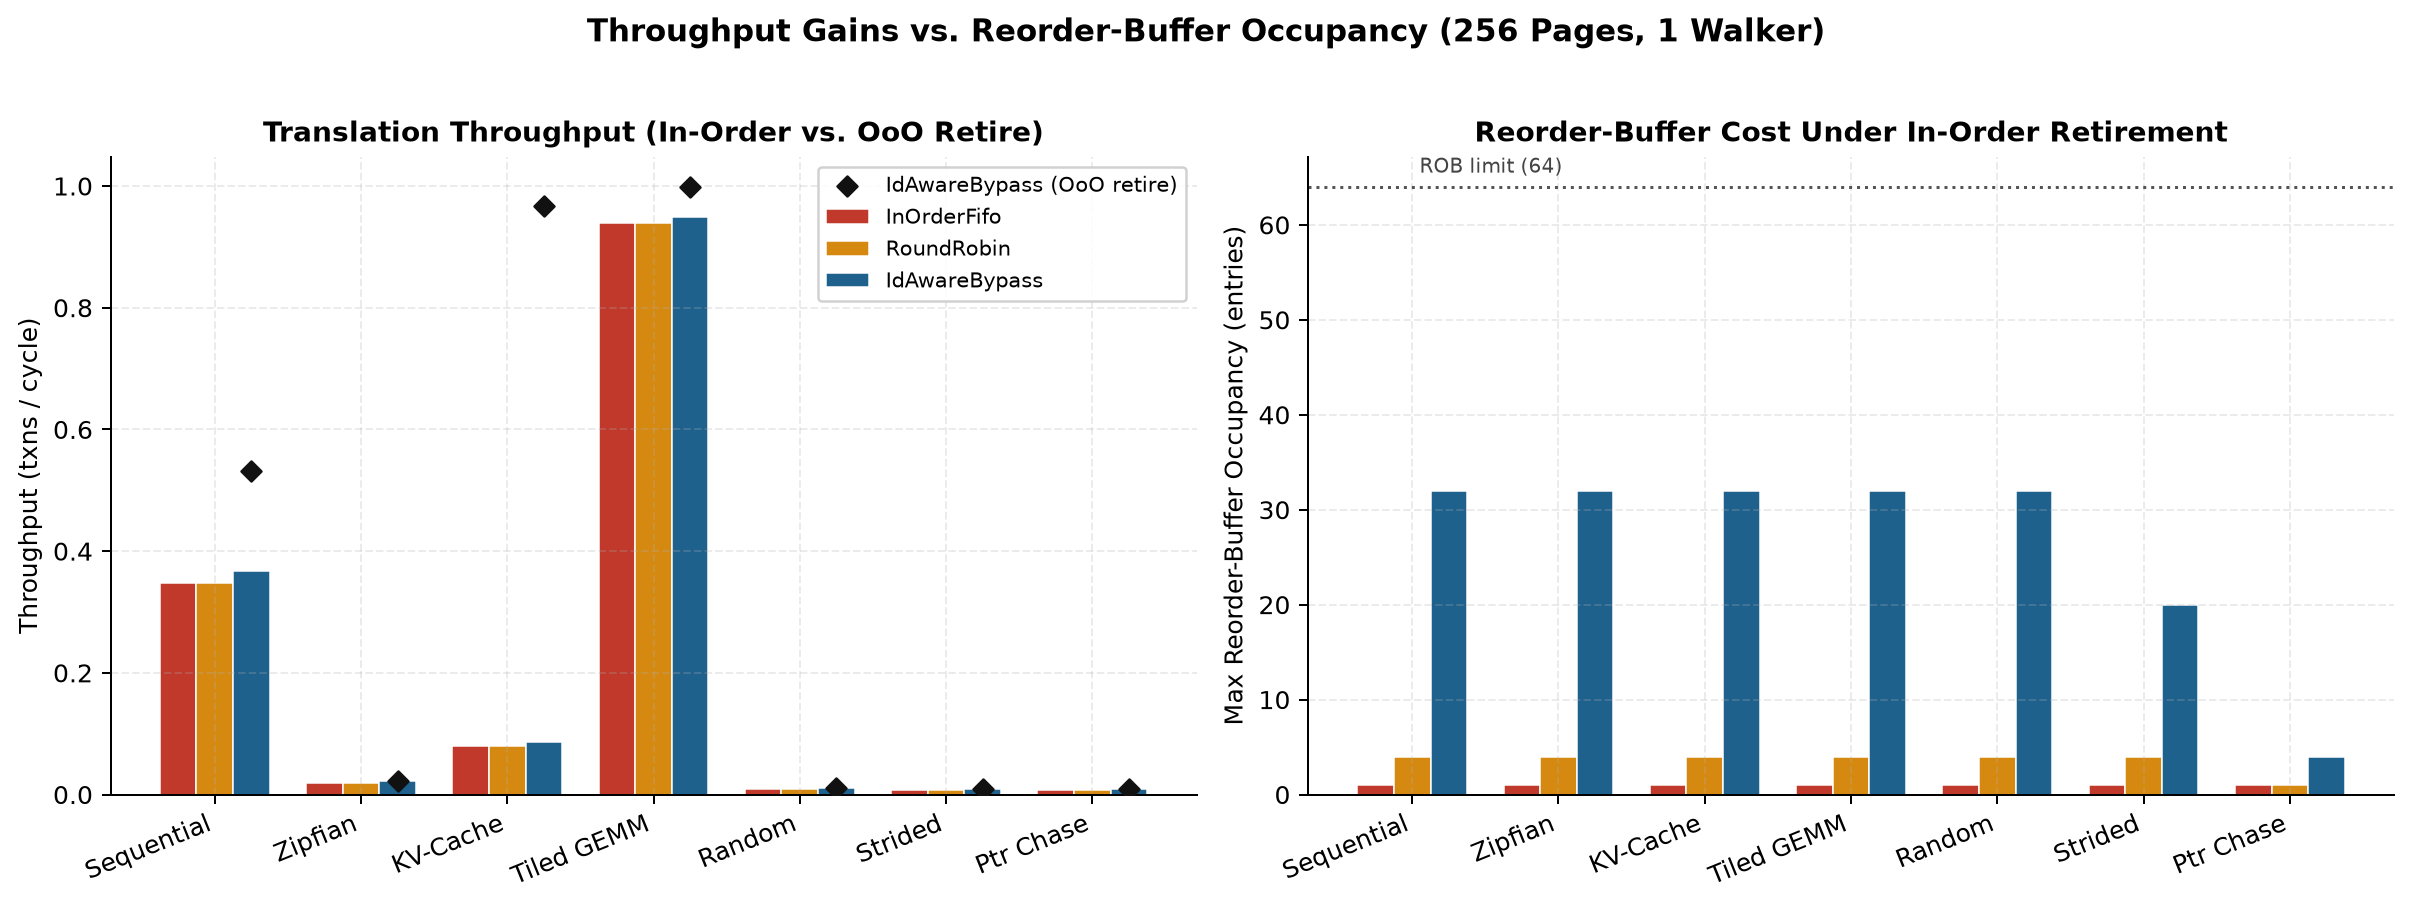 Throughput Gains vs. Reorder-Buffer Occupancy (256 Pages, 1 Walker)
Translation Throughput (In-Order vs. OoO Retire)
Throughput (txns / cycle)
1.0
0.8
0.6
0.4
0.2
0.0
IdAwareBypass (OoO retire)
InOrderFifo
RoundRobin
IdAwareBypass
Sequential
Zipfian
KV-Cache
Tiled GEMM
Random
Strided
Ptr Chase
Reorder-Buffer Cost Under In-Order Retirement
Max Reorder-Buffer Occupancy (entries)
ROB limit (64)
60
50
40
30
20
10
0
Sequential
Zipfian
KV-Cache
Tiled GEMM
Random
Strided
Ptr Chase